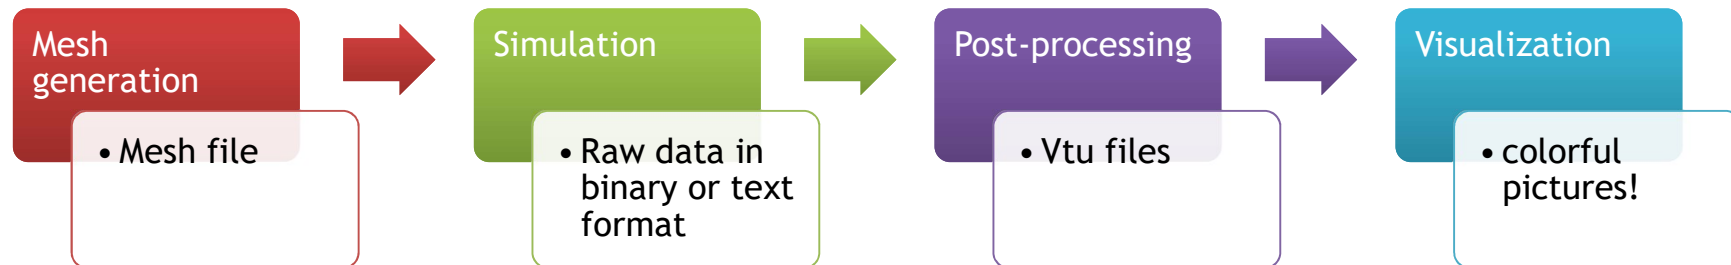 Mesh
generation
• Mesh file
Simulation
• Raw data in
binary or text
format
Post-processing
• Vtu files
Visualization
• colorful
pictures!